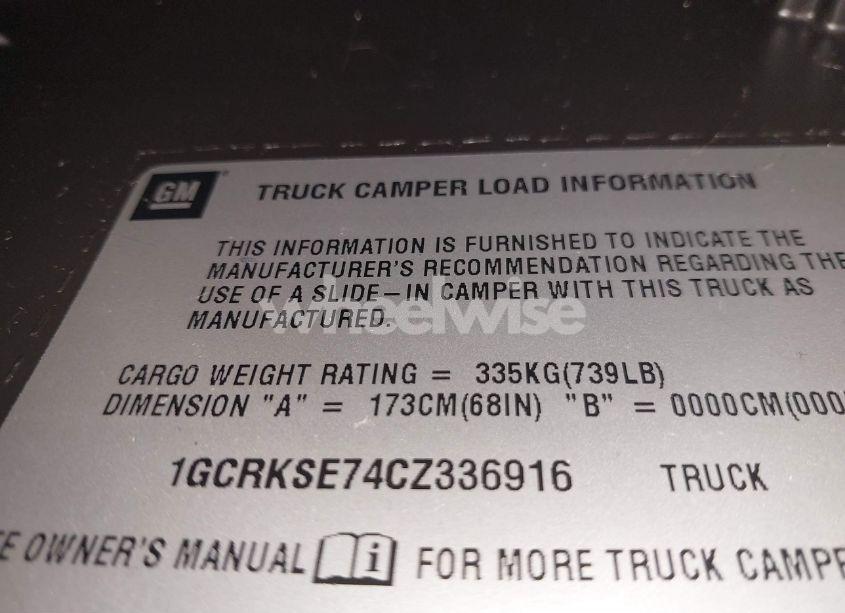 GM
TRUCK CAMPER LOAD INFORMATION
THIS INFORMATION IS FURNISHED TO INDICATE THE
MANUFACTURER'S RECOMMENDATION REGARDING THE
USE OF A SLIDE-IN CAMPER WITH THIS TRUCK AS
MANUFACTURED.
wheelwise
CARGO WEIGHT RATING = 335KG(739LB)
DIMENSION "A" = 173CM(68IN) "B" = 0000CM(000
1GCRKSE74CZ336916 TRUCK
E OWNER'S MANUAL i FOR MORE TRUCK CAMPE